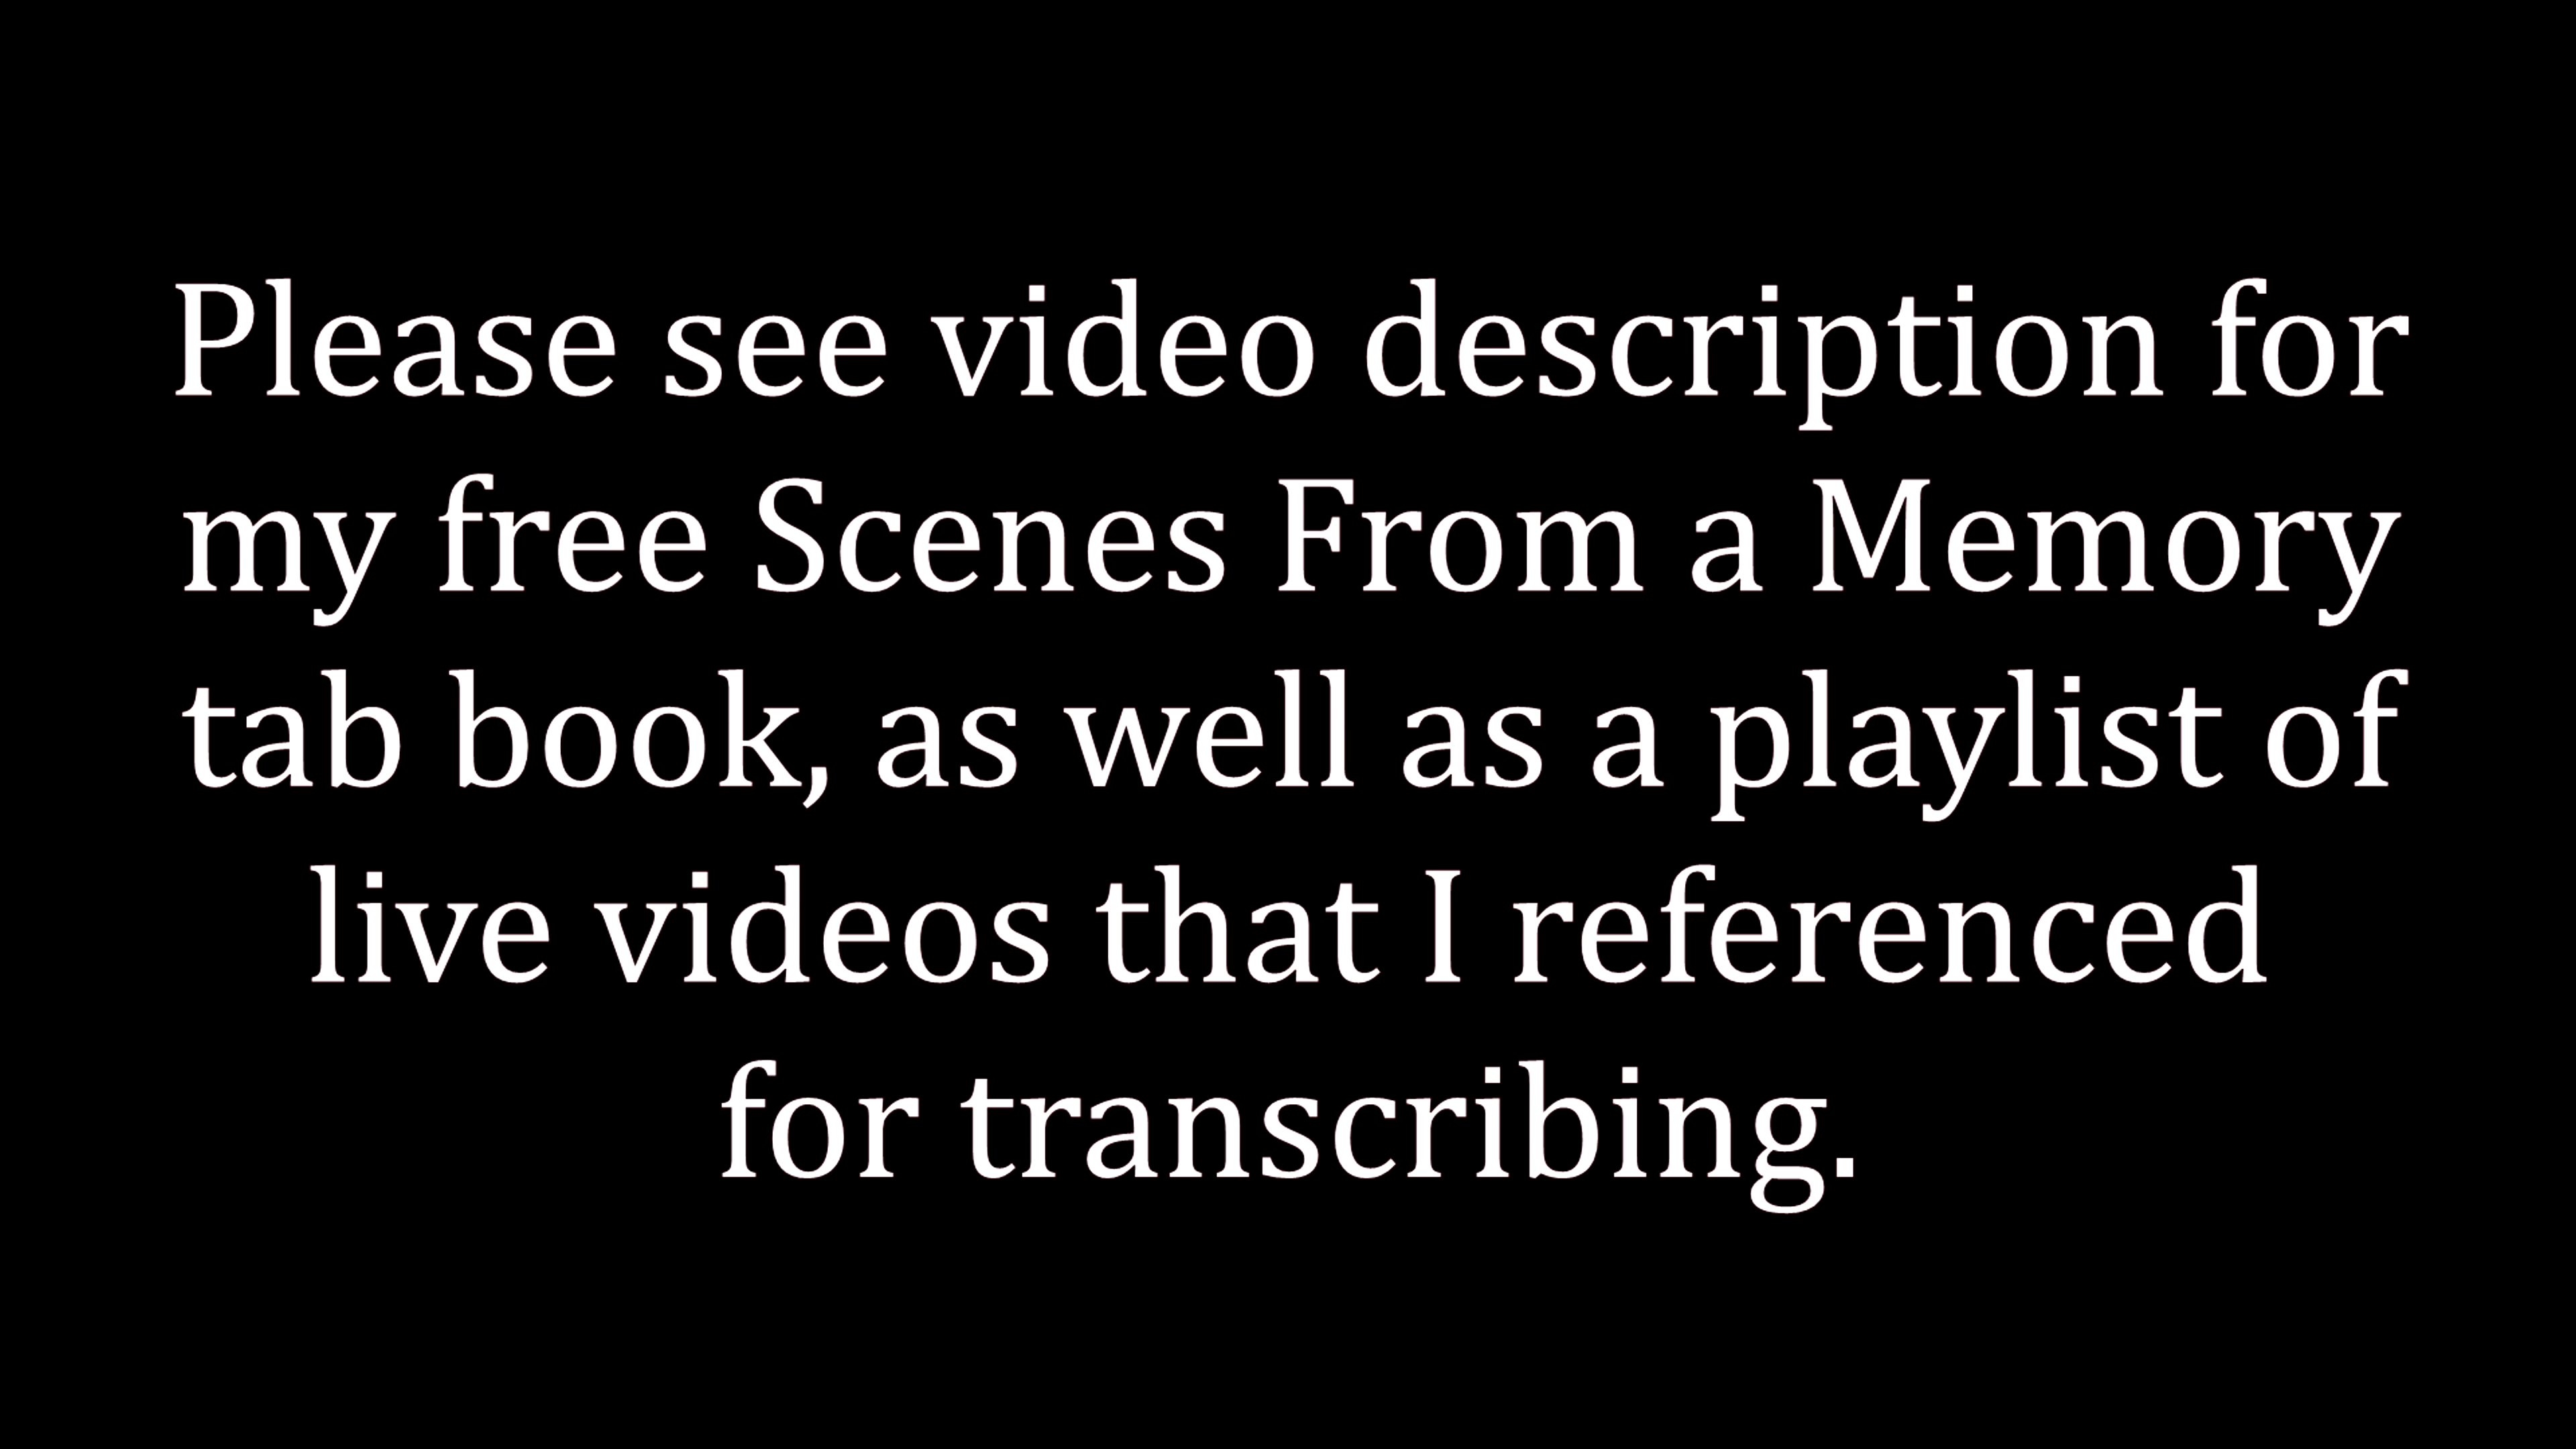 Please see video description for
my free Scenes From a Memory
tab book, as well as a playlist of
live videos that I referenced
for transcribing.